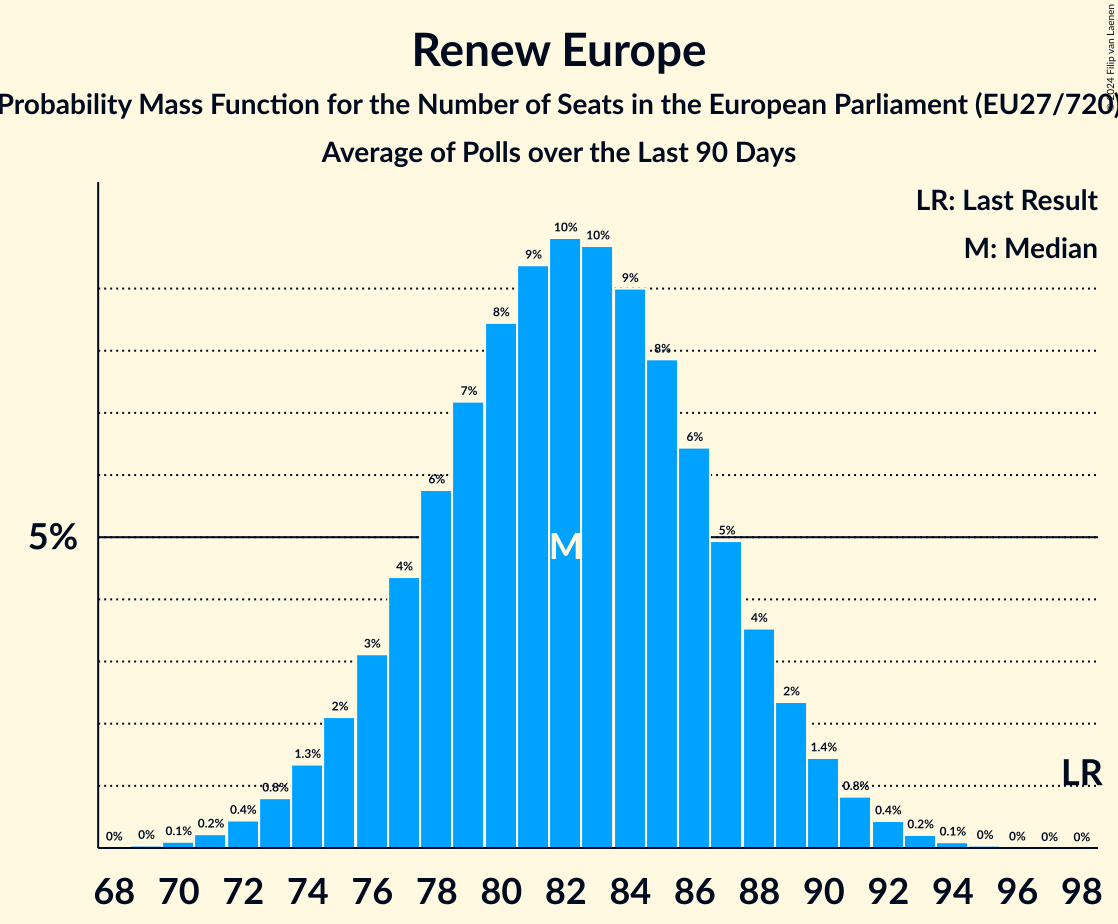 Renew Europe
Probability Mass Function for the Number of Seats in the European Parliament (EU27/720)
Average of Polls over the Last 90 Days
©2024 Filip van Laenen
LR: Last Result
M: Median
5%
0% 0% 0.1% 0.2% 0.4% 0.8% 1.3% 2% 3% 4% 6% 7% 8% 9% 10% 10% 9% 8% 6% 5% 4% 2% 1.4% 0.8% 0.4% 0.2% 0.1% 0% 0% 0% 0%
M
LR
68 70 72 74 76 78 80 82 84 86 88 90 92 94 96 98